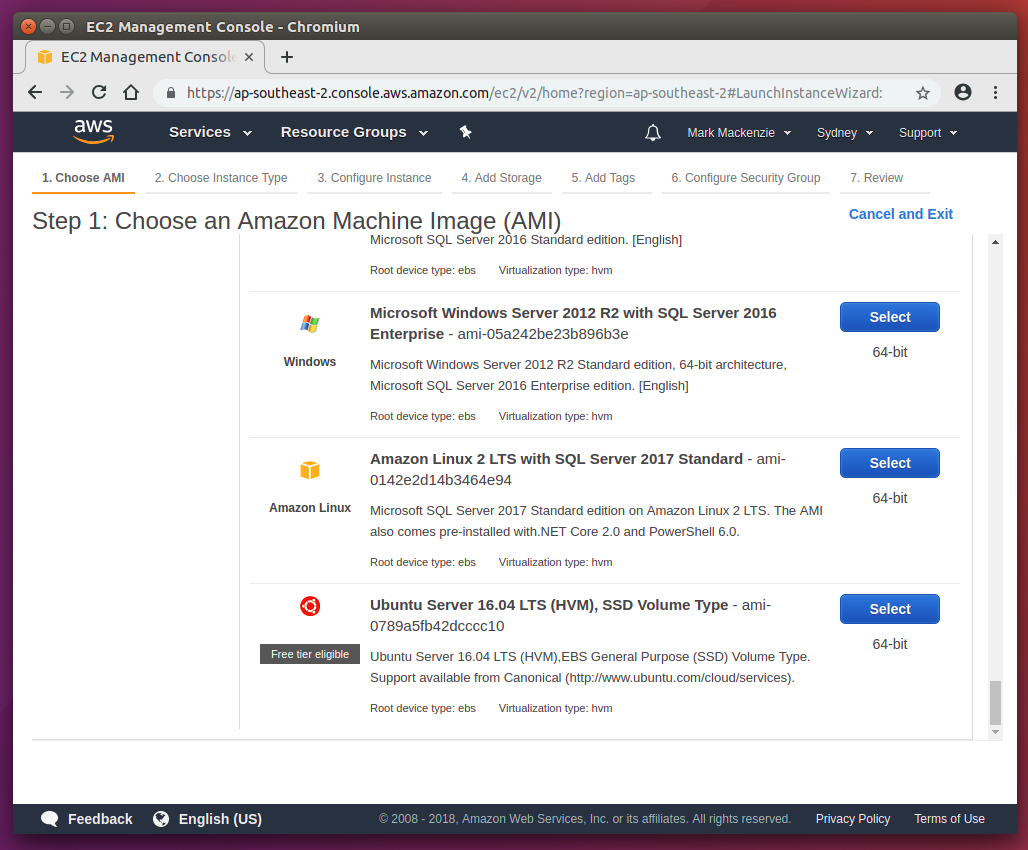 EC2 Management Console - Chromium
EC2 Management Consol
https://ap-southeast-2.console.aws.amazon.com/ec2/v2/home?region=ap-southeast-2#LaunchInstanceWizard:
aws Services Resource Groups Mark Mackenzie Sydney Support
1. Choose AMI 2. Choose Instance Type 3. Configure Instance 4. Add Storage 5. Add Tags 6. Configure Security Group 7. Review
Step 1: Choose an Amazon Machine Image (AMI) Cancel and Exit
Microsoft SQL Server 2016 Standard edition. [English]
Root device type: ebs Virtualization type: hvm
Windows
Microsoft Windows Server 2012 R2 with SQL Server 2016
Enterprise - ami-05a242be23b896b3e
Microsoft Windows Server 2012 R2 Standard edition, 64-bit architecture,
Microsoft SQL Server 2016 Enterprise edition. [English]
Root device type: ebs Virtualization type: hvm
Select
64-bit
Amazon Linux
Amazon Linux 2 LTS with SQL Server 2017 Standard - ami-
0142e2d14b3464e94
Microsoft SQL Server 2017 Standard edition on Amazon Linux 2 LTS. The AMI
also comes pre-installed with.NET Core 2.0 and PowerShell 6.0.
Root device type: ebs Virtualization type: hvm
Select
64-bit
Free tier eligible
Ubuntu Server 16.04 LTS (HVM), SSD Volume Type - ami-
0789a5fb42dcccc10
Ubuntu Server 16.04 LTS (HVM),EBS General Purpose (SSD) Volume Type.
Support available from Canonical (http://www.ubuntu.com/cloud/services).
Root device type: ebs Virtualization type: hvm
Select
64-bit
Feedback English (US) © 2008 - 2018, Amazon Web Services, Inc. or its affiliates. All rights reserved. Privacy Policy Terms of Use